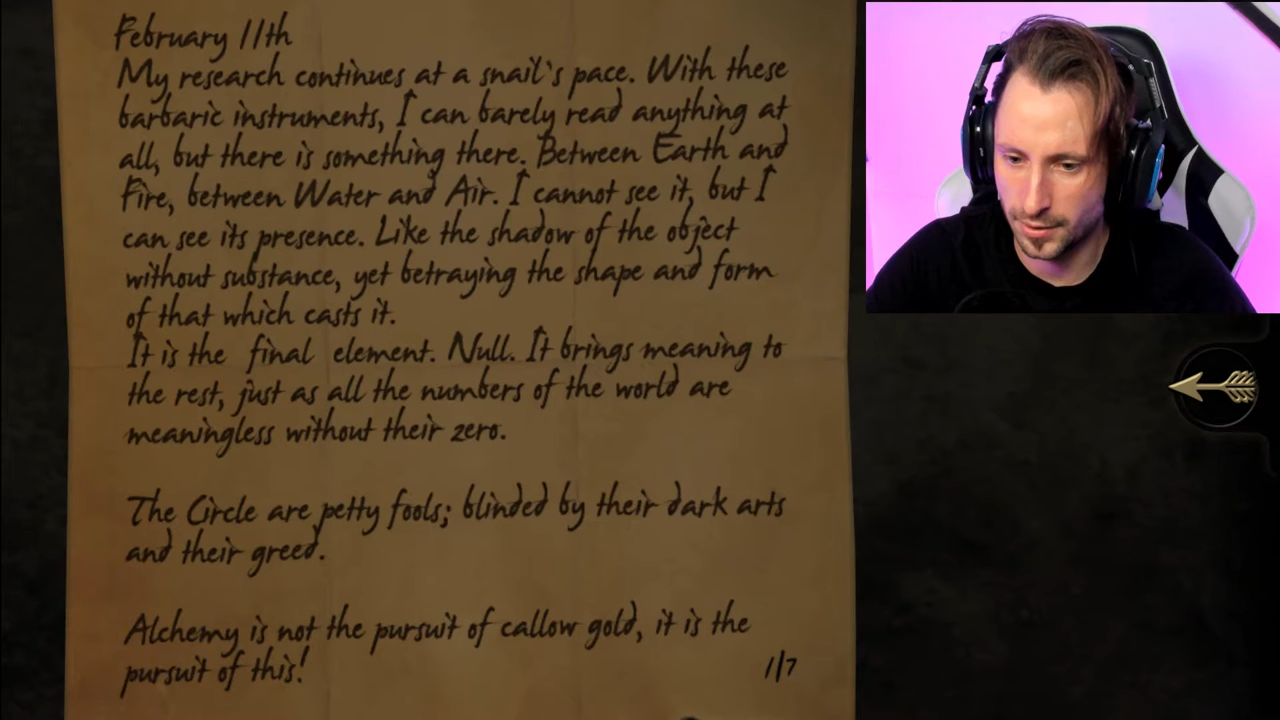 February 11th
My research continues at a snail's pace. With these
barbaric instruments, I can barely read anything at
all, but there is something there. Between Earth and
Fire, between Water and Air. I cannot see it, but I
can see its presence. Like the shadow of the object
without substance, yet betraying the shape and form
of that which casts it.
It is the final element. Null. It brings meaning to
the rest, just as all the numbers of the world are
meaningless without their zero.
The Circle are petty fools; blinded by their dark arts
and their greed.
Alchemy is not the pursuit of callow gold, it is the
pursuit of this!
1/7